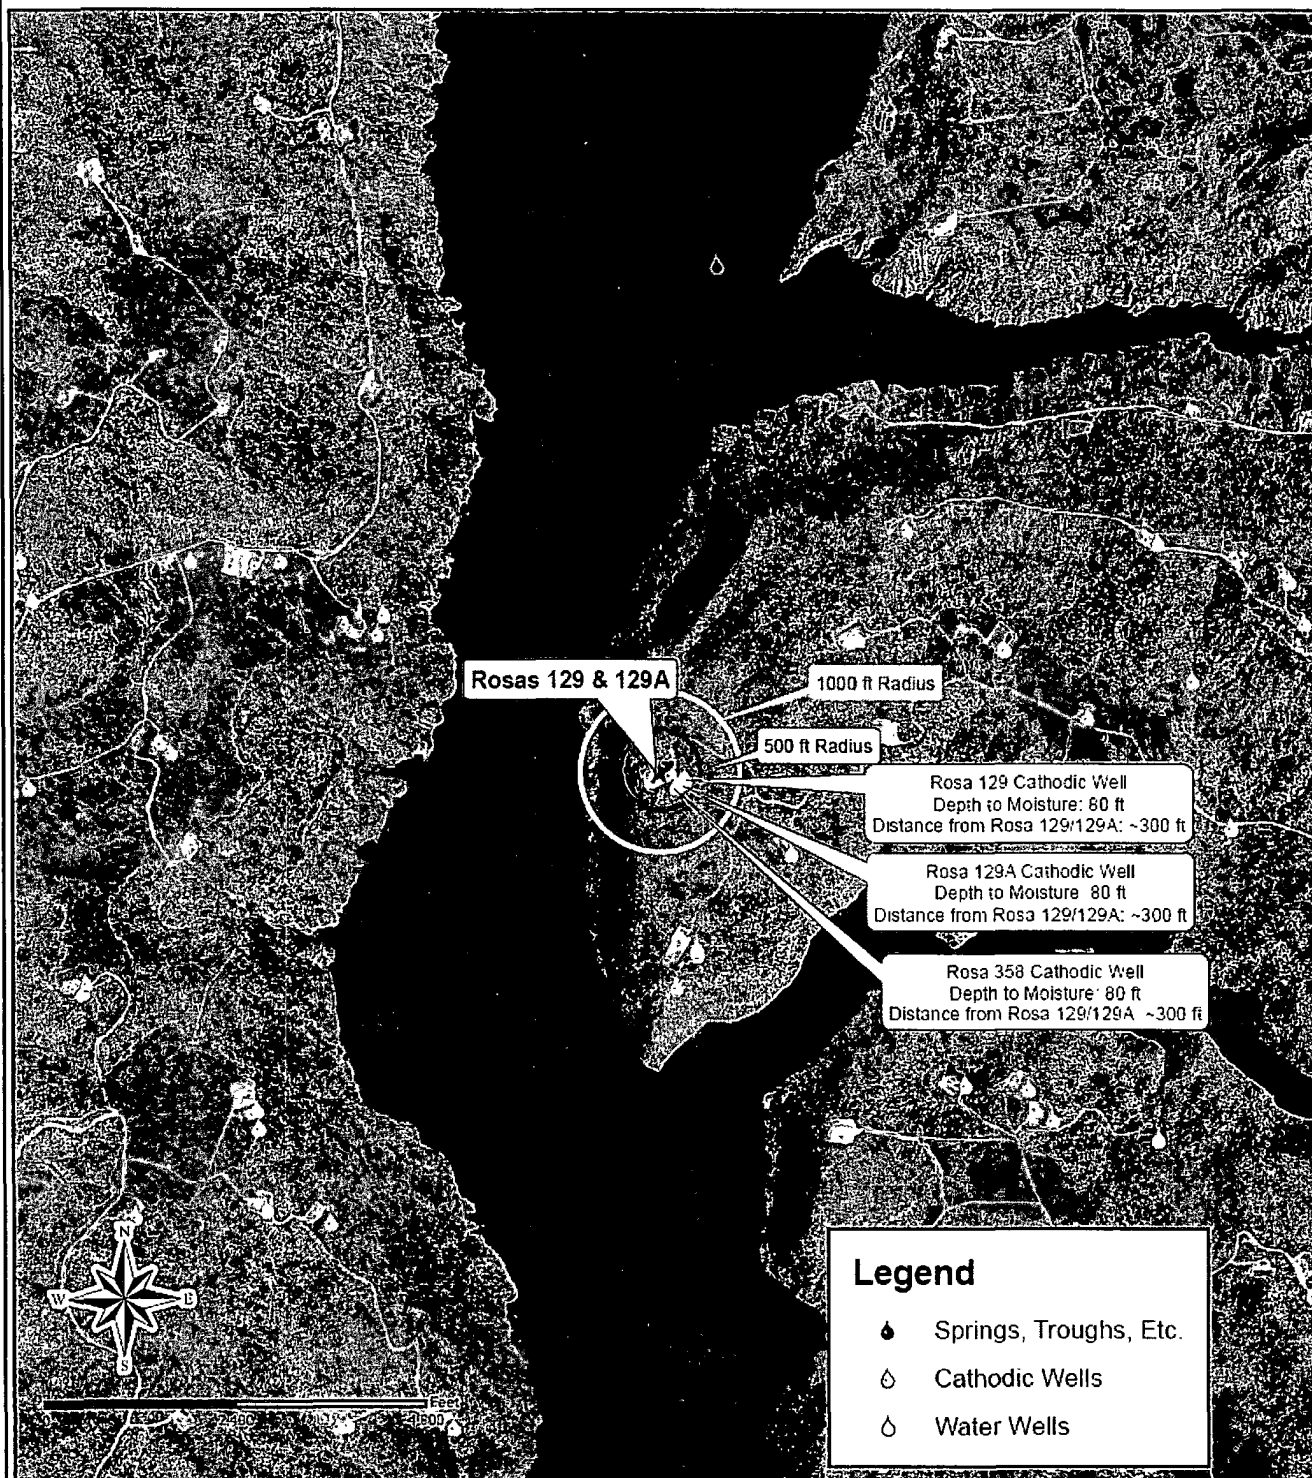 Rosas 129 & 129A
1000 ft Radius
500 ft Radius
Rosa 129 Cathodic Well
Depth to Moisture: 80 ft
Distance from Rosa 129/129A: ~300 ft
Rosa 129A Cathodic Well
Depth to Moisture 80 ft
Distance from Rosa 129/129A: ~300 ft
Rosa 358 Cathodic Well
Depth to Moisture: 80 ft
Distance from Rosa 129/129A ~300 ft
N
W E
S
Legend
Springs, Troughs, Etc.
Cathodic Wells
Water Wells